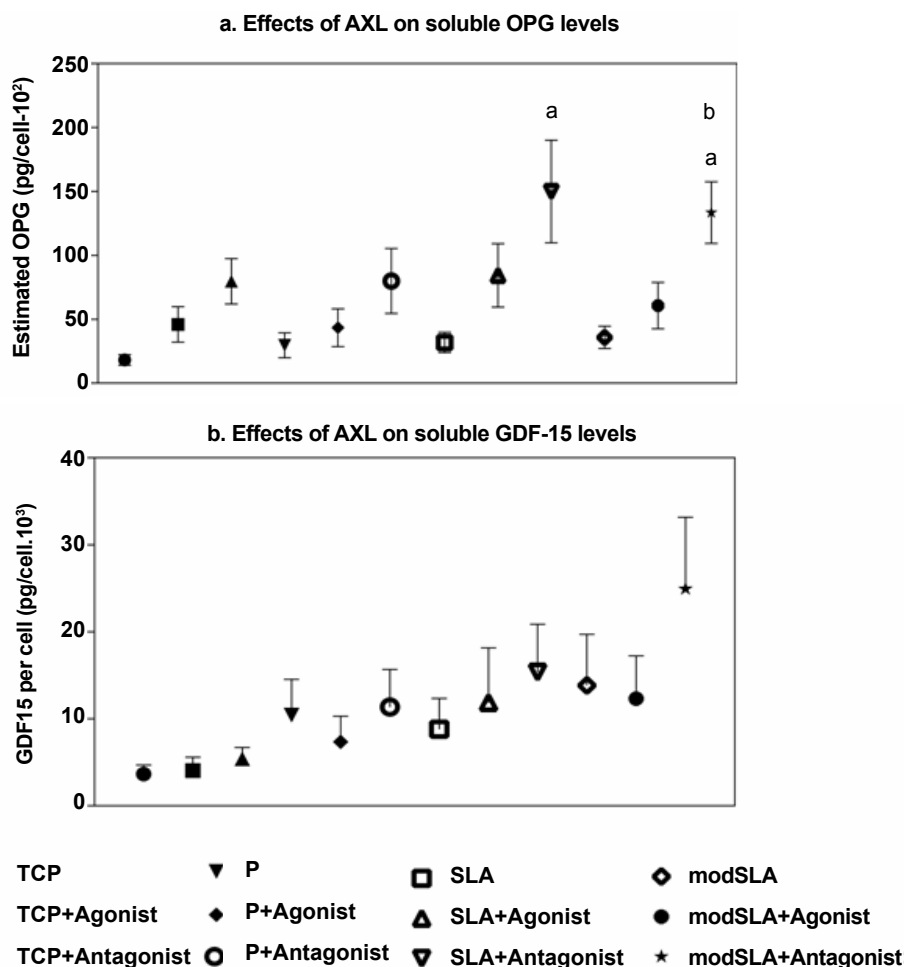 a. Effects of AXL on soluble OPG levels
Estimated OPG (pg/cell-10²)
250
200
150
100
50
0
a
b
a
b. Effects of AXL on soluble GDF-15 levels
GDF15 per cell (pg/cell.10³)
40
30
20
10
0
TCP P SLA modSLA
TCP+Agonist P+Agonist SLA+Agonist modSLA+Agonist
TCP+Antagonist P+Antagonist SLA+Antagonist modSLA+Antagonist